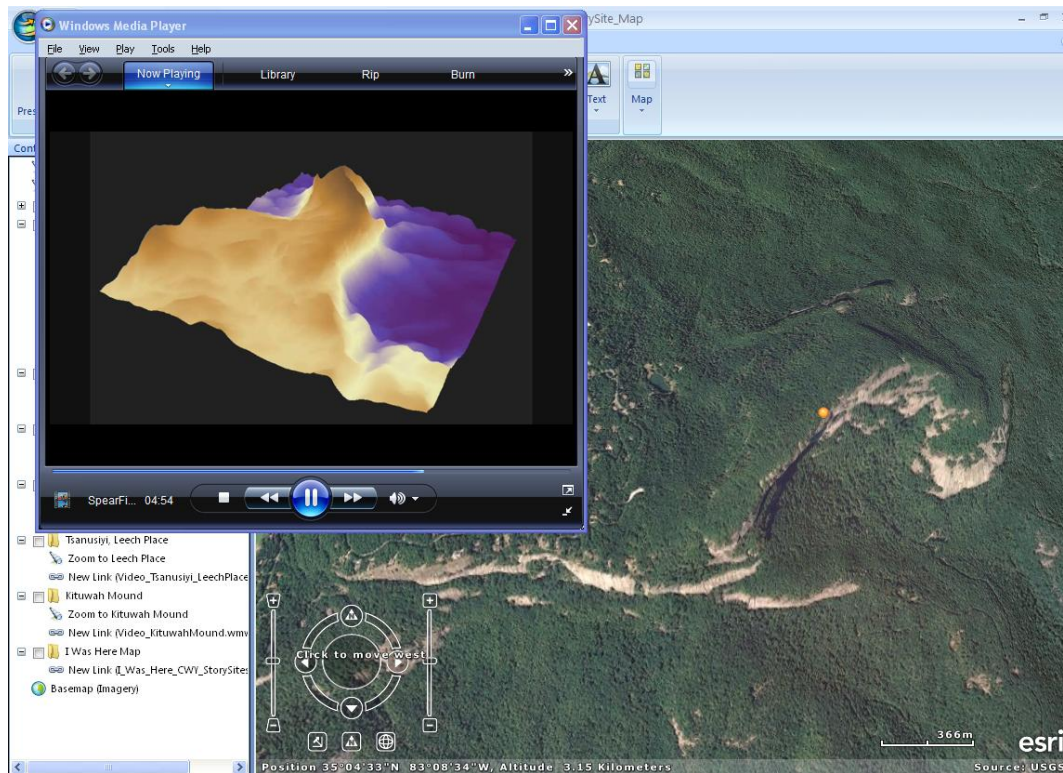 Windows Media Player
ySite_Map
File View Play Tools Help
Now Playing Library Rip Burn »
Text
Map
Pres
Cont
SpearFi... 04:54
Tsanusiyi, Leech Place
Zoom to Leech Place
New Link (Video_Tsanusiyi_LeechPlace
Kituwah Mound
Zoom to Kituwah Mound
New Link (Video_KituwahMound.wmv
I Was Here Map
New Link (I_Was_Here_CWY_StorySites
Basemap (Imagery)
Click to move west
366m
esri
Position 35°04'33"N 83°08'34"W, Altitude 3.15 Kilometers
Source: USGS